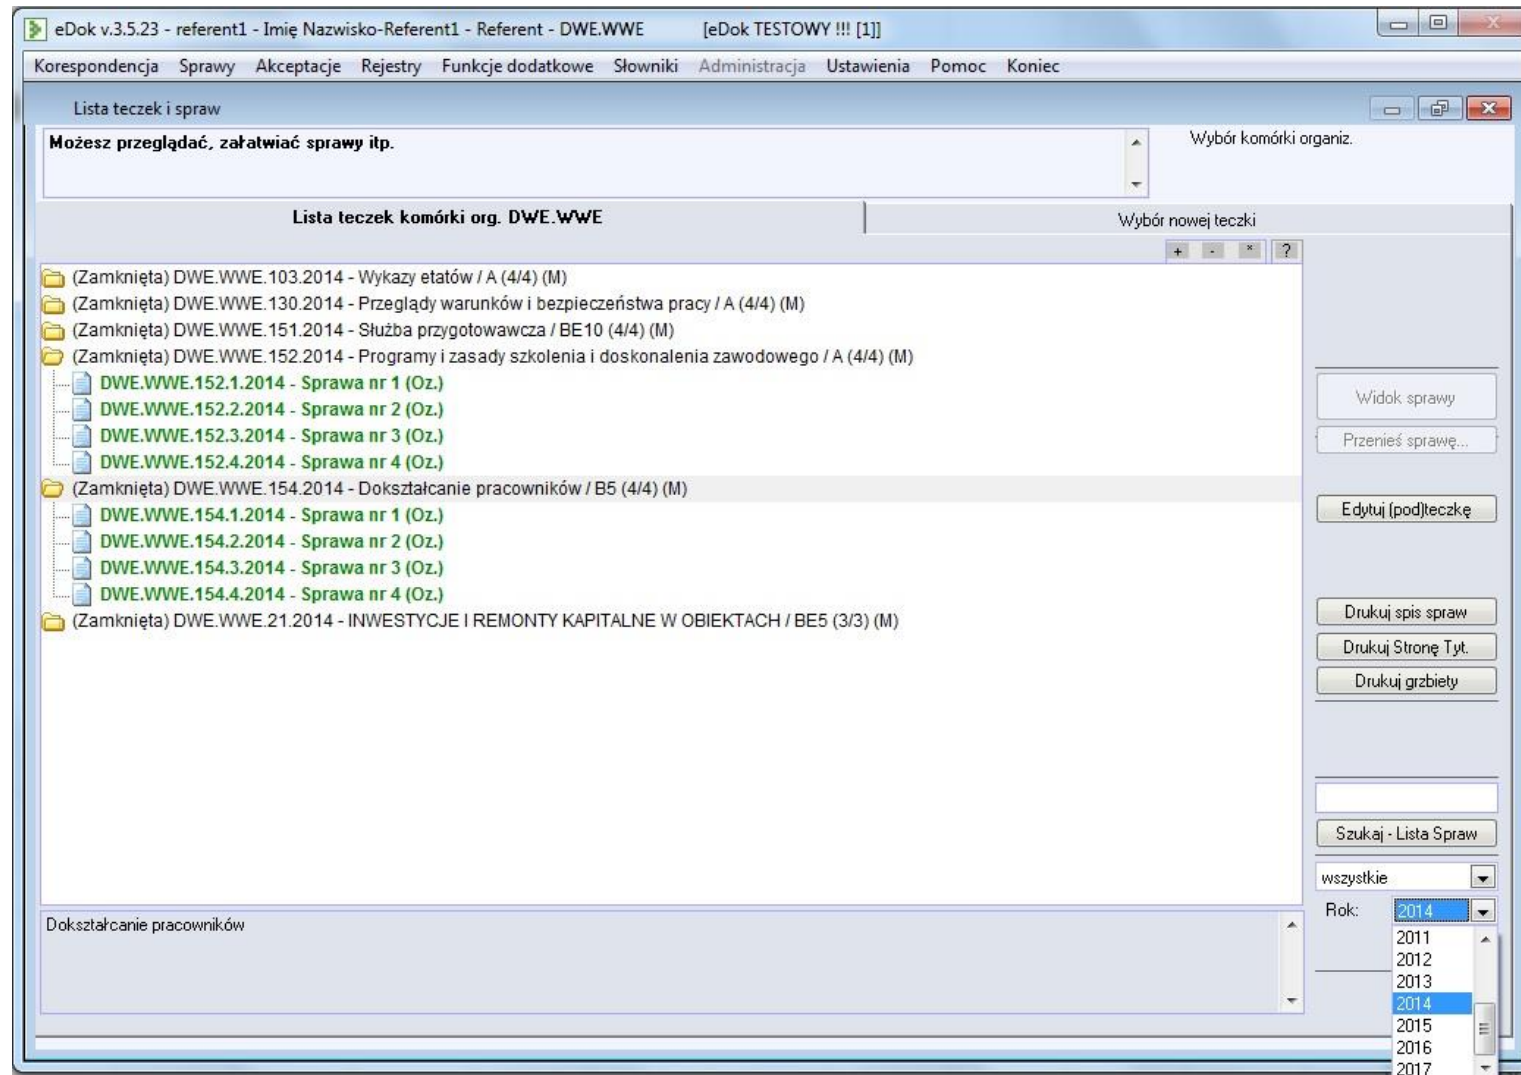 eDok v.3.5.23 - referent1 - Imię Nazwisko-Referent1 - Referent - DWE.WWE [eDok TESTOWY !!! [1]]
Korespondencja Sprawy Akceptacje Rejestry Funkcje dodatkowe Słowniki Administracja Ustawienia Pomoc Koniec
Lista teczek i spraw
Możesz przeglądać, załatwiać sprawy itp.
Wybór komórki organiz.
Lista teczek komórki org. DWE.WWE
Wybór nowej teczki
+ - * ?
(Zamknięta) DWE.WWE.103.2014 - Wykazy etatów / A (4/4) (M)
(Zamknięta) DWE.WWE.130.2014 - Przeglądy warunków i bezpieczeństwa pracy / A (4/4) (M)
(Zamknięta) DWE.WWE.151.2014 - Służba przygotowawcza / BE10 (4/4) (M)
(Zamknięta) DWE.WWE.152.2014 - Programy i zasady szkolenia i doskonalenia zawodowego / A (4/4) (M)
DWE.WWE.152.1.2014 - Sprawa nr 1 (Oz.)
DWE.WWE.152.2.2014 - Sprawa nr 2 (Oz.)
DWE.WWE.152.3.2014 - Sprawa nr 3 (Oz.)
DWE.WWE.152.4.2014 - Sprawa nr 4 (Oz.)
(Zamknięta) DWE.WWE.154.2014 - Dokształcanie pracowników / B5 (4/4) (M)
DWE.WWE.154.1.2014 - Sprawa nr 1 (Oz.)
DWE.WWE.154.2.2014 - Sprawa nr 2 (Oz.)
DWE.WWE.154.3.2014 - Sprawa nr 3 (Oz.)
DWE.WWE.154.4.2014 - Sprawa nr 4 (Oz.)
(Zamknięta) DWE.WWE.21.2014 - INWESTYCJE I REMONTY KAPITALNE W OBIEKTACH / BE5 (3/3) (M)
Widok sprawy
Przenieś sprawę...
Edytuj (pod)teczkę
Drukuj spis spraw
Drukuj Stronę Tyt.
Drukuj grzbiety
Szukaj - Lista Spraw
wszystkie
Rok: 2014
2011
2012
2013
2014
2015
2016
2017
Dokształcanie pracowników